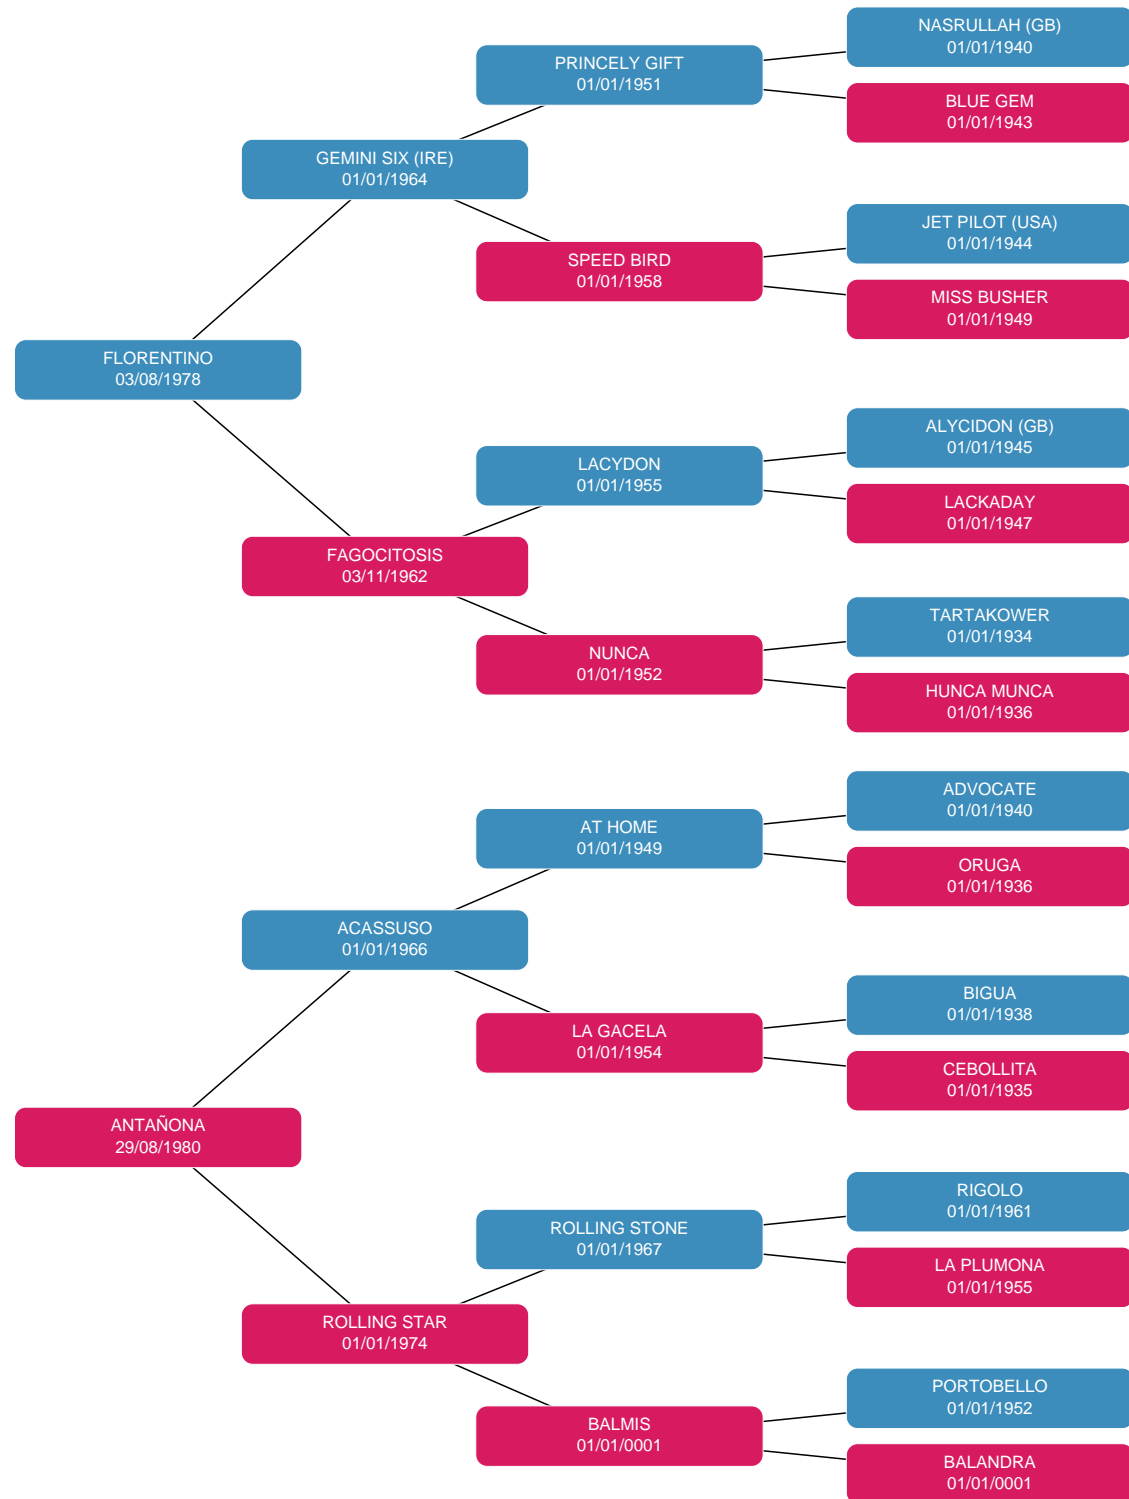 NASRULLAH (GB)
01/01/1940
PRINCELY GIFT
01/01/1951
BLUE GEM
01/01/1943
GEMINI SIX (IRE)
01/01/1964
JET PILOT (USA)
01/01/1944
SPEED BIRD
01/01/1958
MISS BUSHER
01/01/1949
FLORENTINO
03/08/1978
ALYCIDON (GB)
01/01/1945
LACYDON
01/01/1955
LACKADAY
01/01/1947
FAGOCITOSIS
03/11/1962
TARTAKOWER
01/01/1934
NUNCA
01/01/1952
HUNCA MUNCA
01/01/1936
ADVOCATE
01/01/1940
AT HOME
01/01/1949
ORUGA
01/01/1936
ACASSUSO
01/01/1966
BIGUA
01/01/1938
LA GACELA
01/01/1954
CEBOLLITA
01/01/1935
ANTAÑONA
29/08/1980
RIGOLO
01/01/1961
ROLLING STONE
01/01/1967
LA PLUMONA
01/01/1955
ROLLING STAR
01/01/1974
PORTOBELLO
01/01/1952
BALMIS
01/01/0001
BALANDRA
01/01/0001